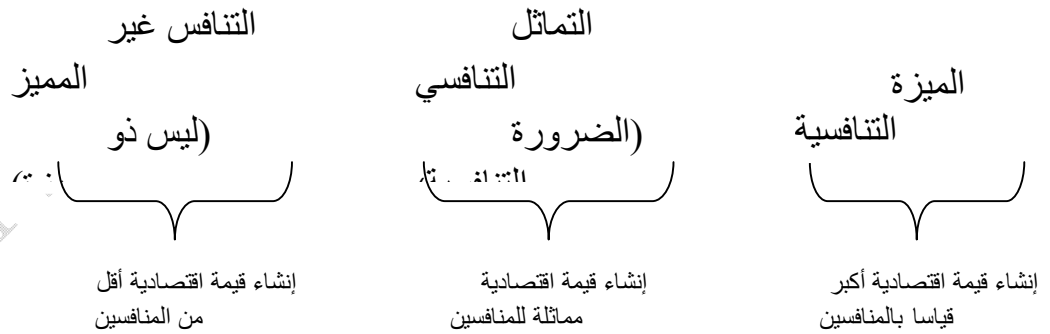 الميزة
التنافسية
إنشاء قيمة اقتصادية أكبر
قياسا بالمنافسين
التماثل
التنافسي
(الضرورة
إنشاء قيمة اقتصادية
مماثلة للمنافسين
التنافس غير
المميز
(ليس ذو
إنشاء قيمة اقتصادية أقل
من المنافسين